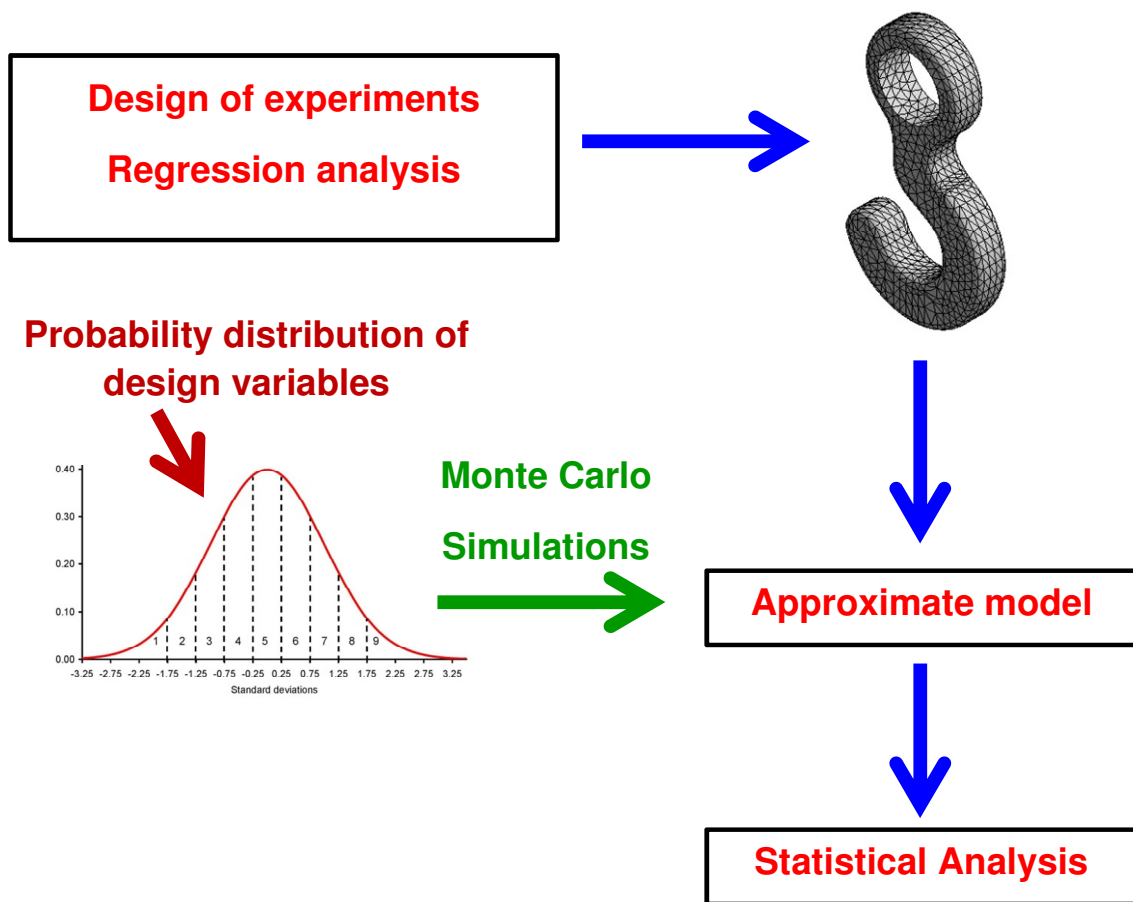 Design of experiments
Regression analysis
Probability distribution of
design variables
Monte Carlo
Simulations
0.40
0.30
0.20
0.10
0.00
1 2 3 4 5 6 7 8 9
-3.25 -2.75 -2.25 -1.75 -1.25 -0.75 -0.25 0.25 0.75 1.25 1.75 2.25 2.75 3.25
Standard deviations
Approximate model
Statistical Analysis